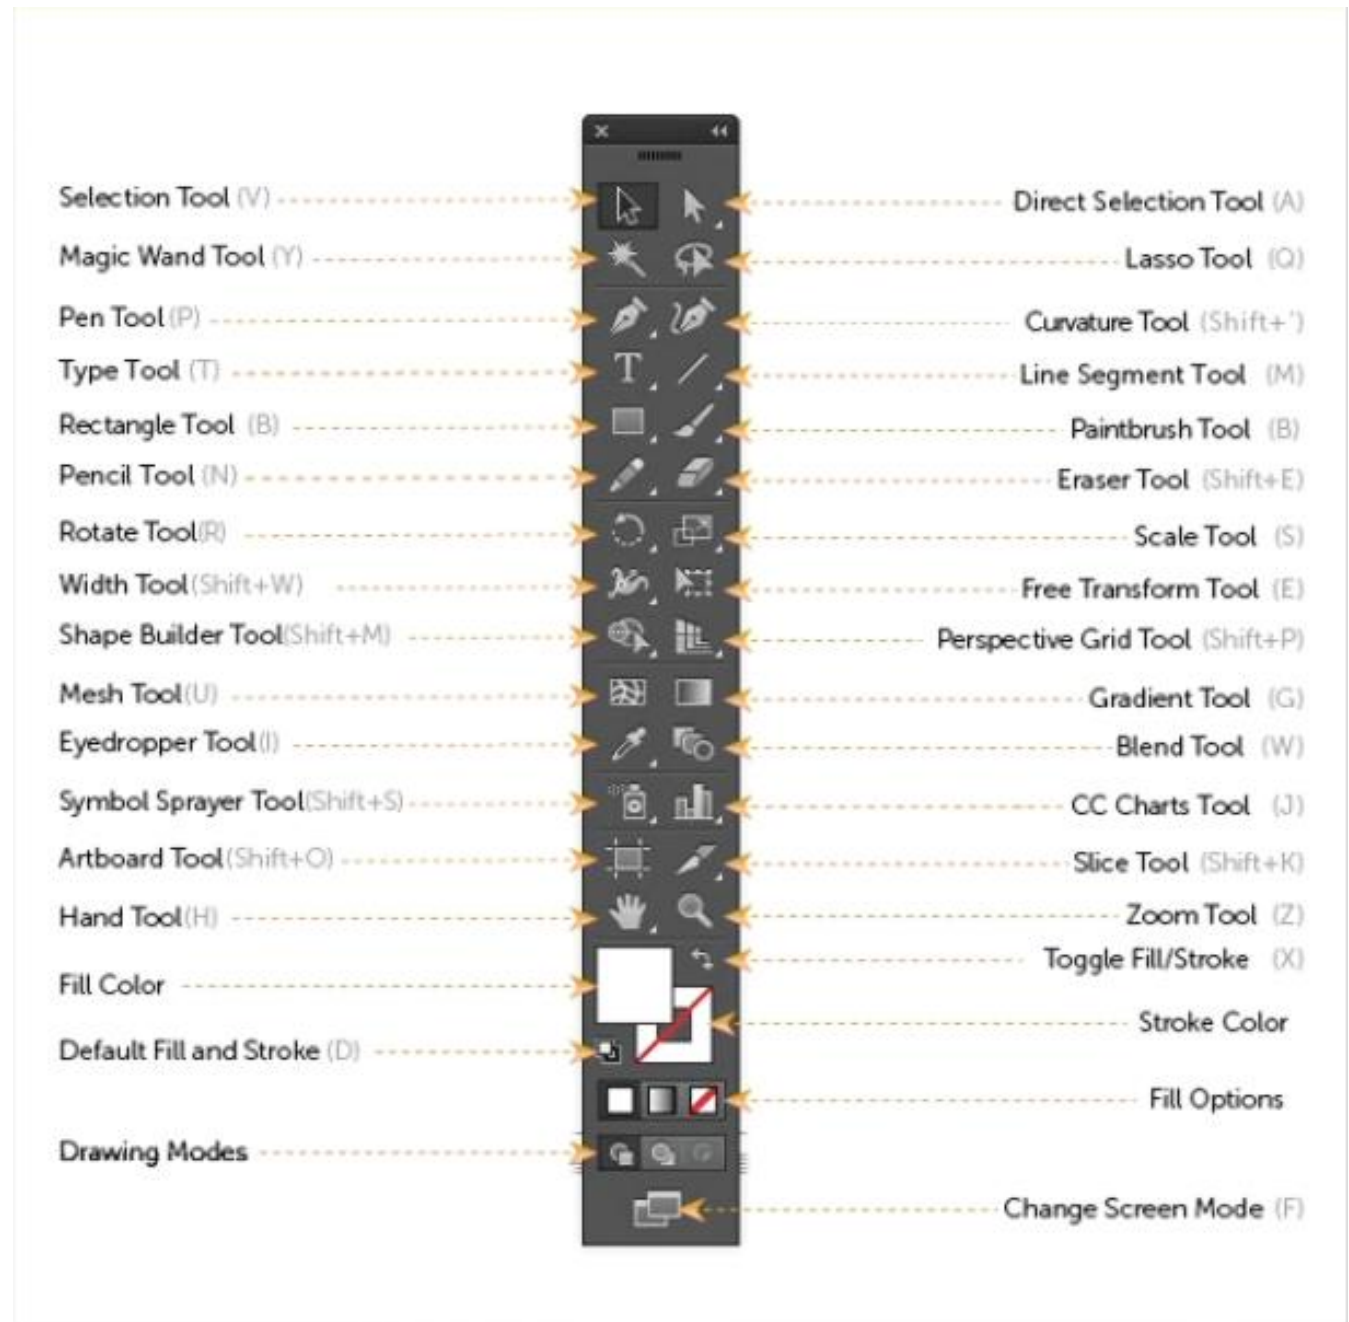 Selection Tool (V)
Direct Selection Tool (A)
Magic Wand Tool (Y)
Lasso Tool (Q)
Pen Tool (P)
Curvature Tool (Shift+')
Type Tool (T)
Line Segment Tool (M)
Rectangle Tool (B)
Paintbrush Tool (B)
Pencil Tool (N)
Eraser Tool (Shift+E)
Rotate Tool(R)
Scale Tool (S)
Width Tool(Shift+W)
Free Transform Tool (E)
Shape Builder Tool(Shift+M)
Perspective Grid Tool (Shift+P)
Mesh Tool(U)
Gradient Tool (G)
Eyedropper Tool(I)
Blend Tool (W)
Symbol Sprayer Tool(Shift+S)
CC Charts Tool (J)
Artboard Tool(Shift+O)
Slice Tool (Shift+K)
Hand Tool(H)
Zoom Tool (Z)
Toggle Fill/Stroke (X)
Fill Color
Stroke Color
Default Fill and Stroke (D)
Fill Options
Drawing Modes
Change Screen Mode (F)